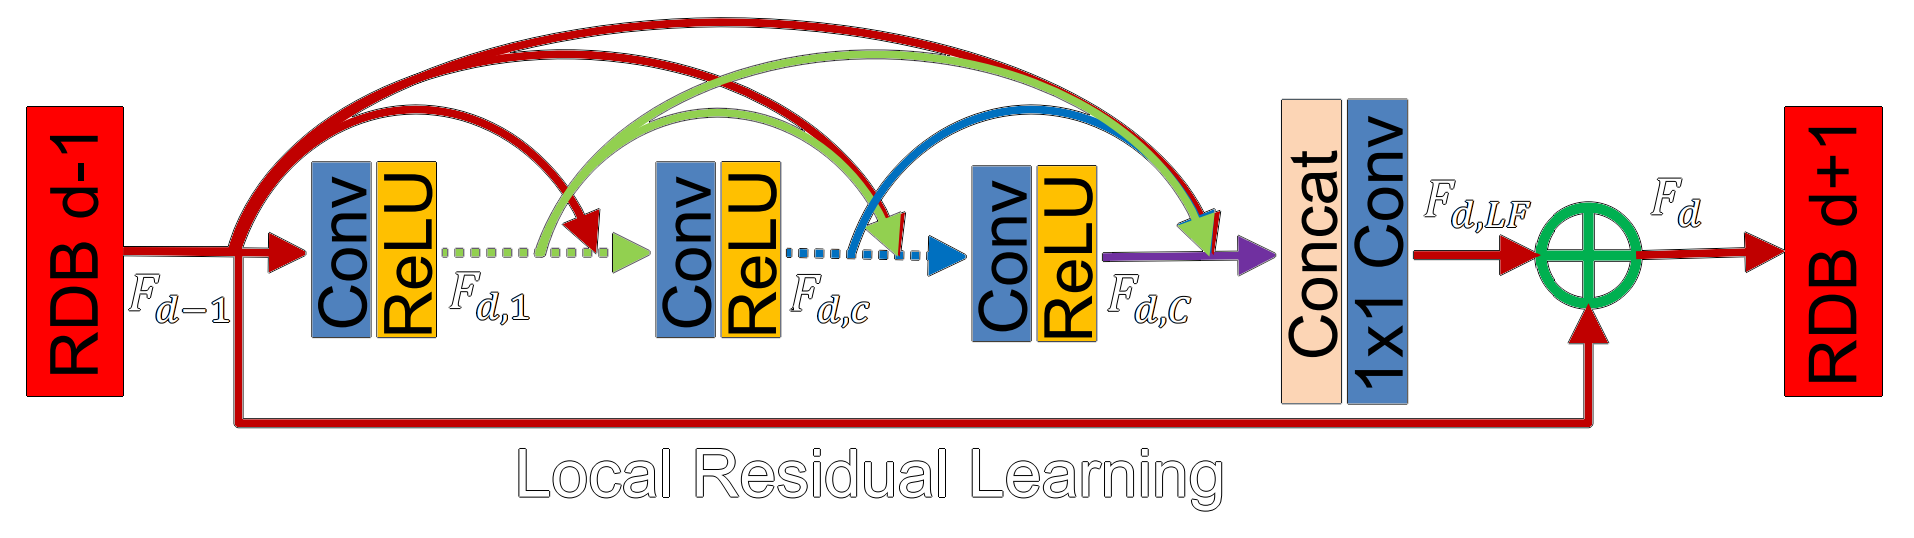 RDB d-1
F_{d-1}
Conv
ReLU
F_{d,1}
Conv
ReLU
F_{d,c}
Conv
ReLU
F_{d,C}
Concat
1x1 Conv
F_{d,LF}
F_d
RDB d+1
Local Residual Learning